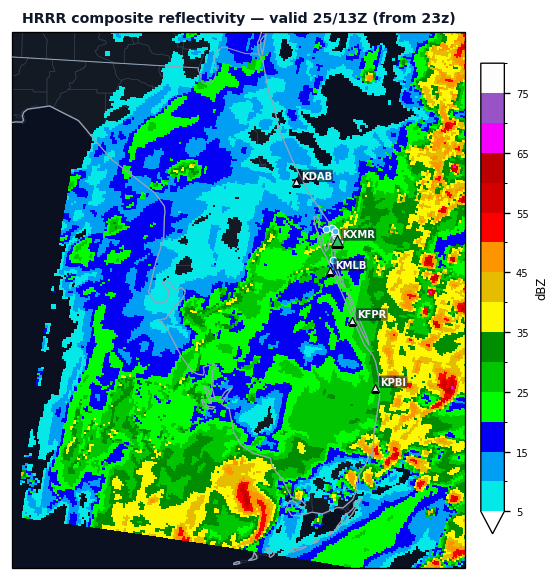 HRRR composite reflectivity — valid 25/13Z (from 23z)
KDAB
KXMR
KMLB
KFPR
KPBI
75
65
55
45
35
25
15
5
dBZ